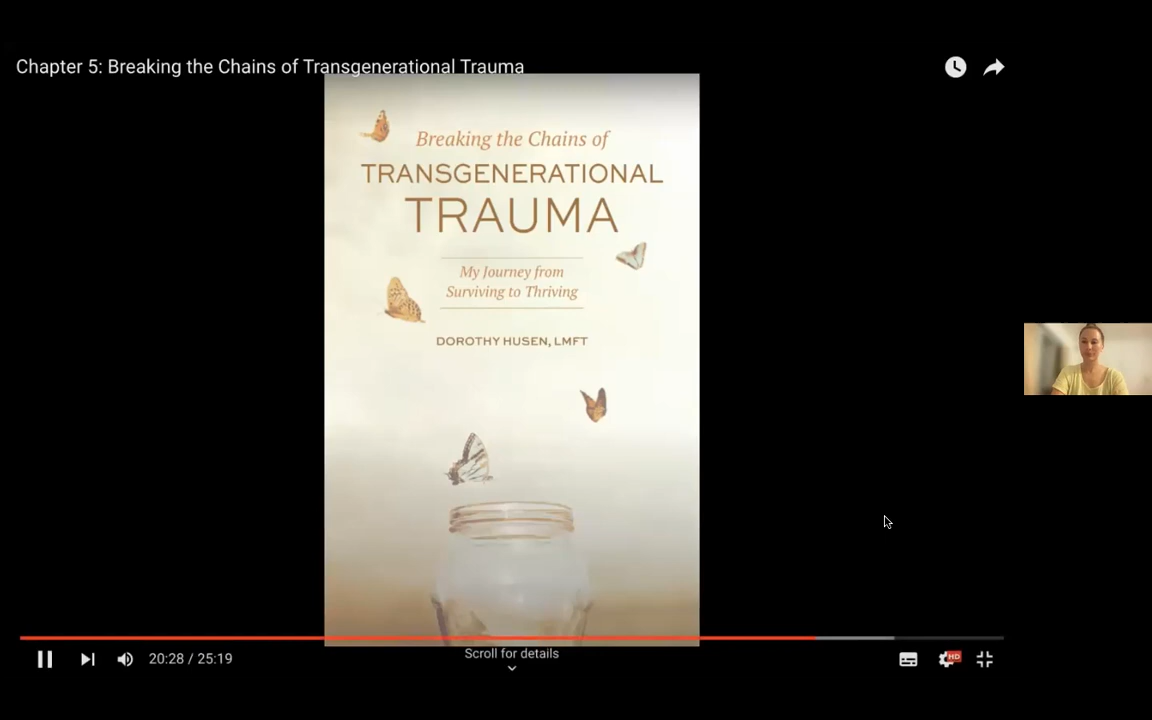 Chapter 5: Breaking the Chains of Transgenerational Trauma
Breaking the Chains of
TRANSGENERATIONAL
TRAUMA
My Journey from
Surviving to Thriving
DOROTHY HUSEN, LMFT
20:28 / 25:19
Scroll for details
HD